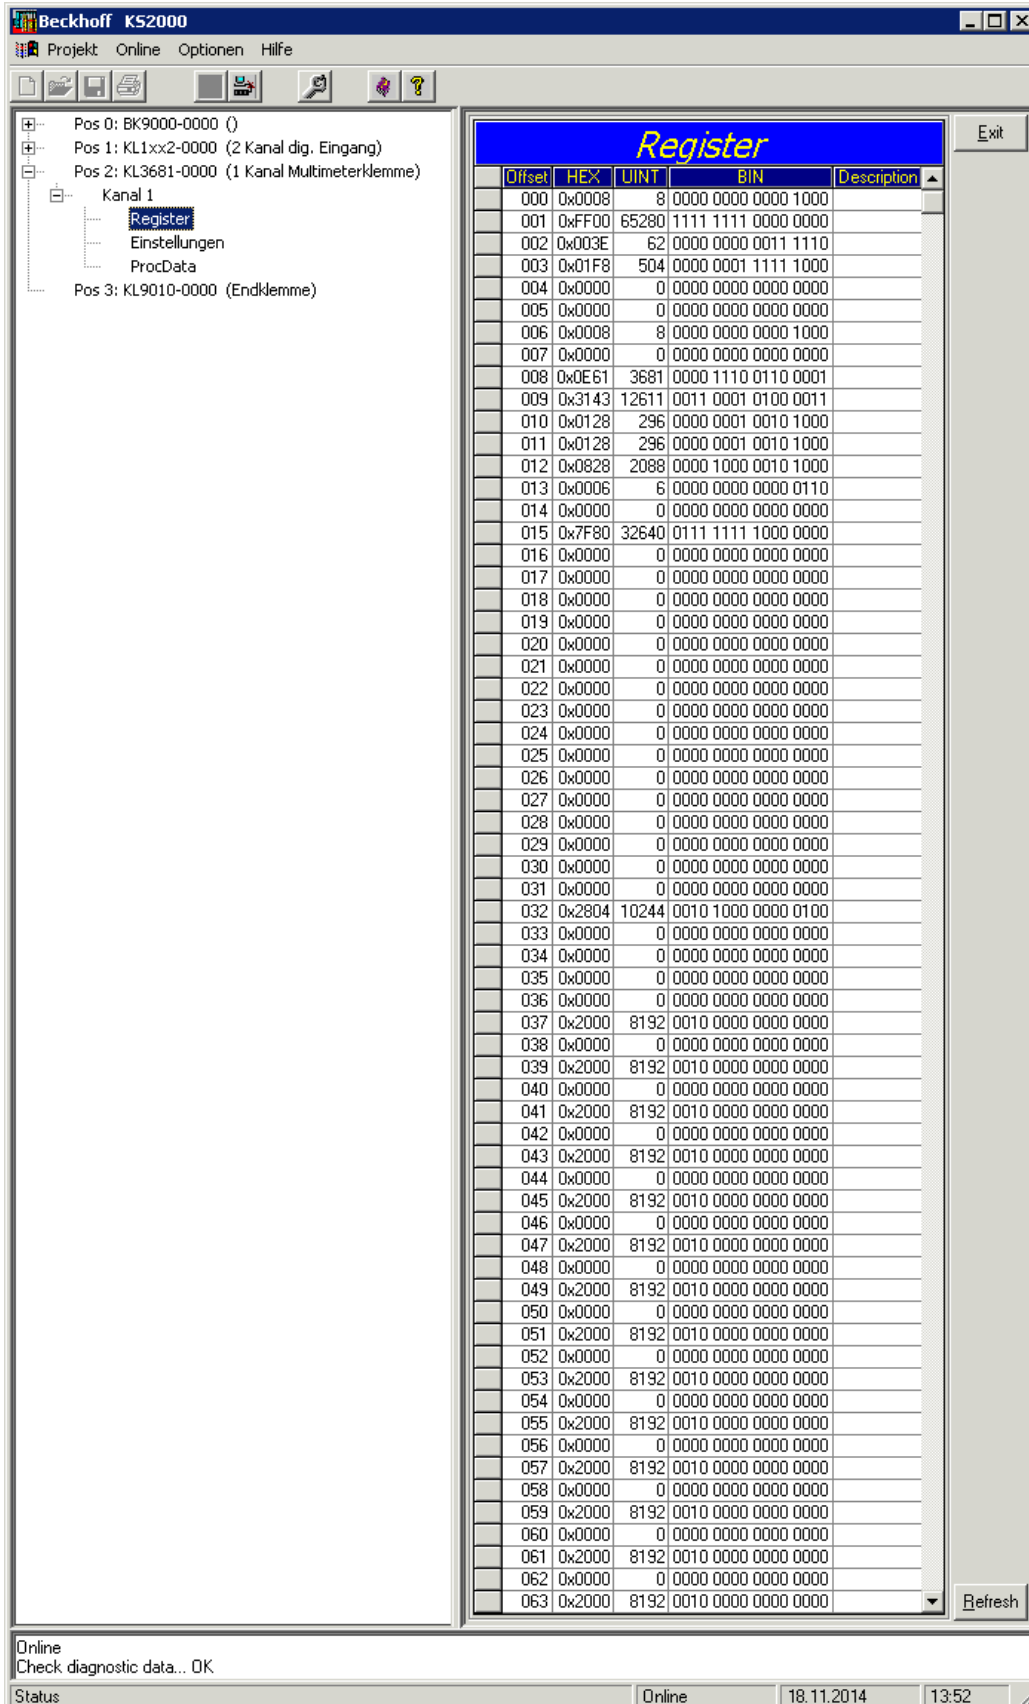 Beckhoff KS2000
Projekt Online Optionen Hilfe
Pos 0: BK9000-0000 ()
Pos 1: KL1xx2-0000 (2 Kanal dig. Eingang)
Pos 2: KL3681-0000 (1 Kanal Multimeterklemme)
Kanal 1
Register
Einstellungen
ProcData
Pos 3: KL9010-0000 (Endklemme)
Register
Exit
Offset HEX UINT BIN Description
000 0x0008 8 0000 0000 0000 1000
001 0xFF00 65280 1111 1111 0000 0000
002 0x003E 62 0000 0000 0011 1110
003 0x01F8 504 0000 0001 1111 1000
004 0x0000 0 0000 0000 0000 0000
005 0x0000 0 0000 0000 0000 0000
006 0x0008 8 0000 0000 0000 1000
007 0x0000 0 0000 0000 0000 0000
008 0x0E61 3681 0000 1110 0110 0001
009 0x3143 12611 0011 0001 0100 0011
010 0x0128 296 0000 0001 0010 1000
011 0x0128 296 0000 0001 0010 1000
012 0x0828 2088 0000 1000 0010 1000
013 0x0006 6 0000 0000 0000 0110
014 0x0000 0 0000 0000 0000 0000
015 0x7F80 32640 0111 1111 1000 0000
016 0x0000 0 0000 0000 0000 0000
017 0x0000 0 0000 0000 0000 0000
018 0x0000 0 0000 0000 0000 0000
019 0x0000 0 0000 0000 0000 0000
020 0x0000 0 0000 0000 0000 0000
021 0x0000 0 0000 0000 0000 0000
022 0x0000 0 0000 0000 0000 0000
023 0x0000 0 0000 0000 0000 0000
024 0x0000 0 0000 0000 0000 0000
025 0x0000 0 0000 0000 0000 0000
026 0x0000 0 0000 0000 0000 0000
027 0x0000 0 0000 0000 0000 0000
028 0x0000 0 0000 0000 0000 0000
029 0x0000 0 0000 0000 0000 0000
030 0x0000 0 0000 0000 0000 0000
031 0x0000 0 0000 0000 0000 0000
032 0x2804 10244 0010 1000 0000 0100
033 0x0000 0 0000 0000 0000 0000
034 0x0000 0 0000 0000 0000 0000
035 0x0000 0 0000 0000 0000 0000
036 0x0000 0 0000 0000 0000 0000
037 0x2000 8192 0010 0000 0000 0000
038 0x0000 0 0000 0000 0000 0000
039 0x2000 8192 0010 0000 0000 0000
040 0x0000 0 0000 0000 0000 0000
041 0x2000 8192 0010 0000 0000 0000
042 0x0000 0 0000 0000 0000 0000
043 0x2000 8192 0010 0000 0000 0000
044 0x0000 0 0000 0000 0000 0000
045 0x2000 8192 0010 0000 0000 0000
046 0x0000 0 0000 0000 0000 0000
047 0x2000 8192 0010 0000 0000 0000
048 0x0000 0 0000 0000 0000 0000
049 0x2000 8192 0010 0000 0000 0000
050 0x0000 0 0000 0000 0000 0000
051 0x2000 8192 0010 0000 0000 0000
052 0x0000 0 0000 0000 0000 0000
053 0x2000 8192 0010 0000 0000 0000
054 0x0000 0 0000 0000 0000 0000
055 0x2000 8192 0010 0000 0000 0000
056 0x0000 0 0000 0000 0000 0000
057 0x2000 8192 0010 0000 0000 0000
058 0x0000 0 0000 0000 0000 0000
059 0x2000 8192 0010 0000 0000 0000
060 0x0000 0 0000 0000 0000 0000
061 0x2000 8192 0010 0000 0000 0000
062 0x0000 0 0000 0000 0000 0000
063 0x2000 8192 0010 0000 0000 0000
Refresh
Online
Check diagnostic data... OK
Status Online 18.11.2014 13:52